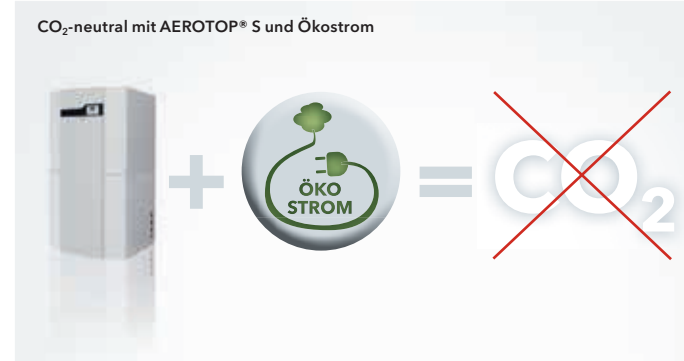 CO₂-neutral mit AEROTOP® S und Ökostrom
+
ÖKO
STROM
=
CO₂